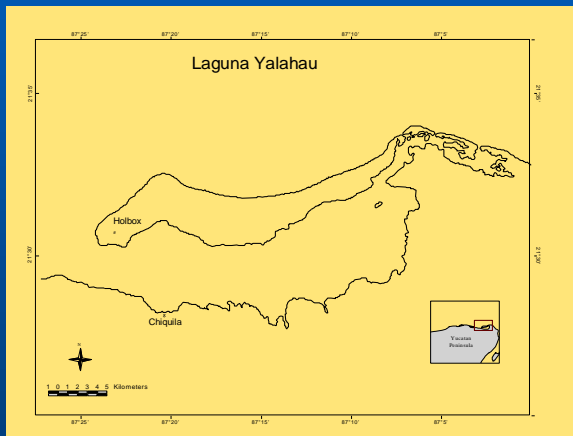 87°25' 87°20' 87°15' 87°10' 87°5'
Laguna Yalahau
21°35' 21°35'
Holbox
21°30' 21°30'
Chiquila
Yucatan
Peninsula
N
1 0 1 2 3 4 5 Kilometers
87°25' 87°20' 87°15' 87°10' 87°5'